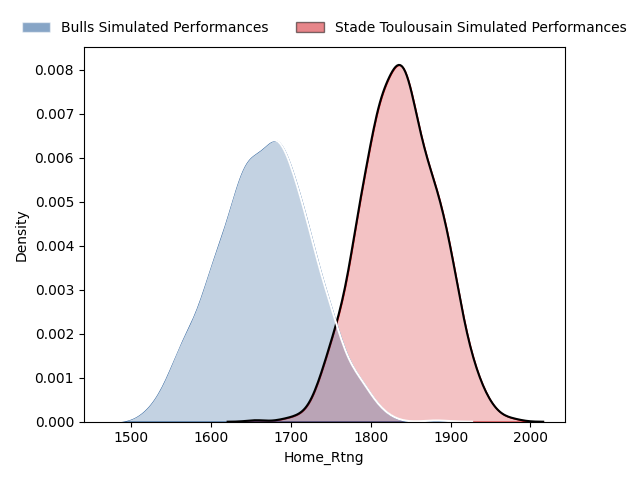 Bulls Simulated Performances Stade Toulousain Simulated Performances
0.008
0.007
0.006
0.005
0.004
0.003
0.002
0.001
0.000
Density
1500 1600 1700 1800 1900 2000
Home_Rtng